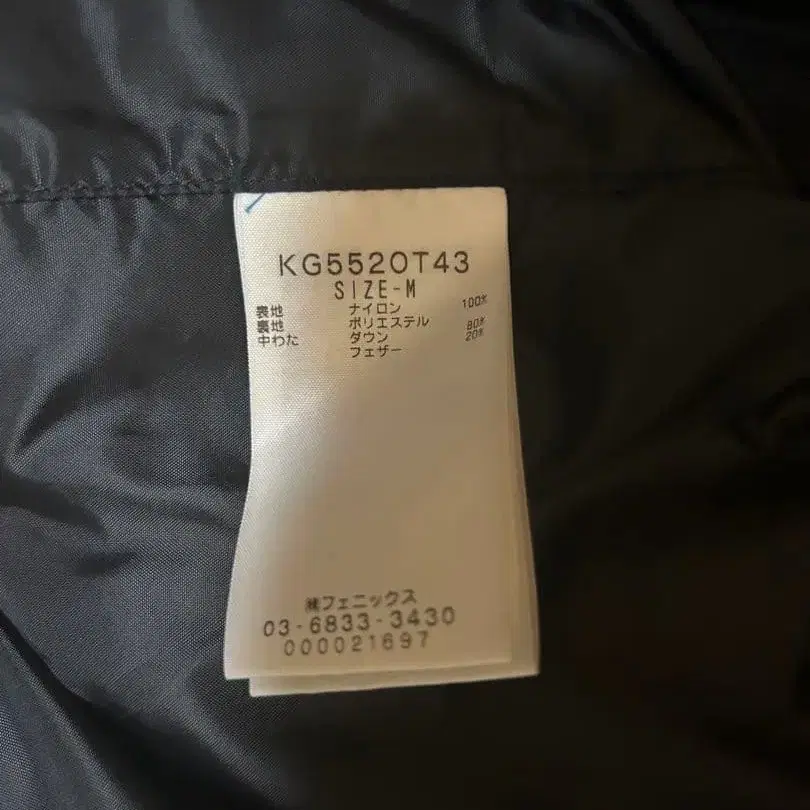 KG5520T43
SIZE-M
表地 ナイロン 100%
裏地 ポリエステル
中わた ダウン 80%
フェザー 20%
㈱フェニックス
03-6833-3430
000021697